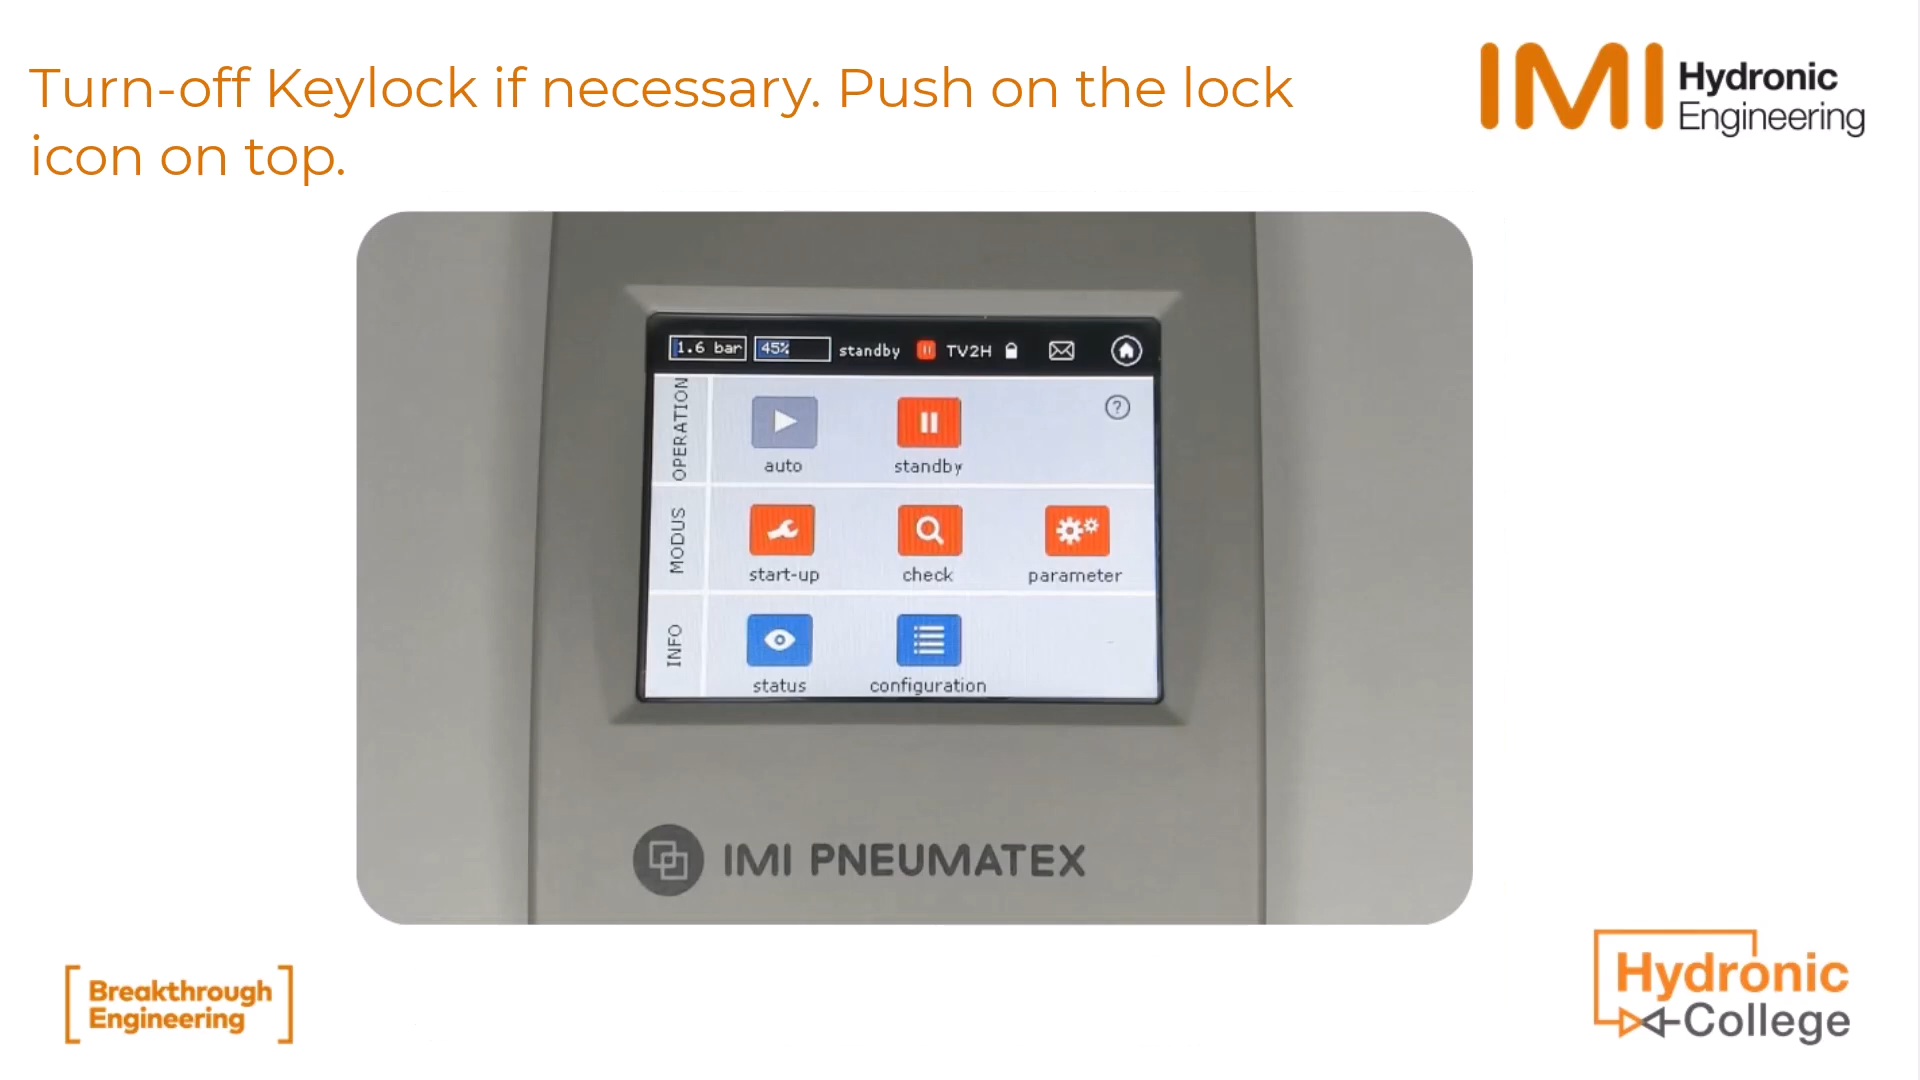 Turn-off Keylock if necessary. Push on the lock
icon on top.
IMI Hydronic
Engineering
1.6 bar 45% standby TV2H
OPERATION
auto standby
?
MODUS
start-up check parameter
INFO
status configuration
IMI PNEUMATEX
Breakthrough
Engineering
Hydronic
College